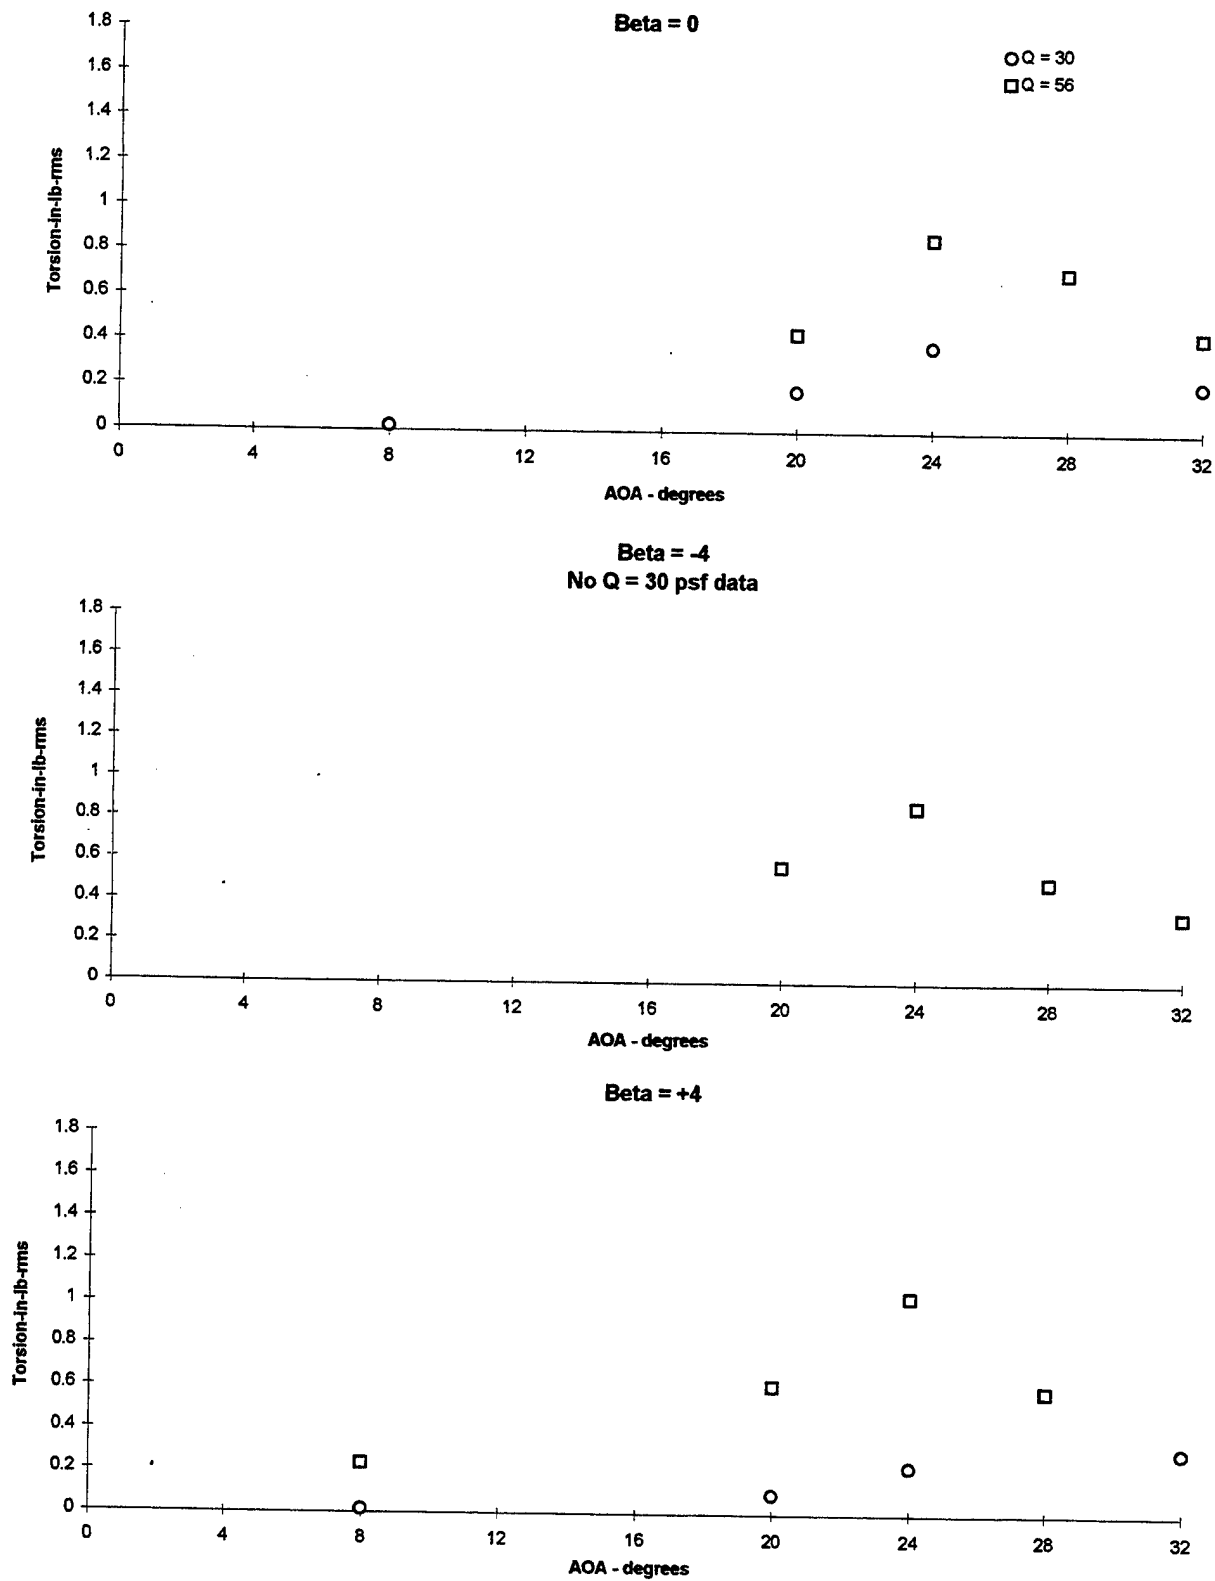 Beta = 0
Q = 30
Q = 56
1.8
1.6
1.4
1.2
1
0.8
0.6
0.4
0.2
0
Torsion-in-lb-rms
0 4 8 12 16 20 24 28 32
AOA - degrees
Beta = -4
No Q = 30 psf data
1.8
1.6
1.4
1.2
1
0.8
0.6
0.4
0.2
0
Torsion-in-lb-rms
0 4 8 12 16 20 24 28 32
AOA - degrees
Beta = +4
1.8
1.6
1.4
1.2
1
0.8
0.6
0.4
0.2
0
Torsion-in-lb-rms
0 4 8 12 16 20 24 28 32
AOA - degrees